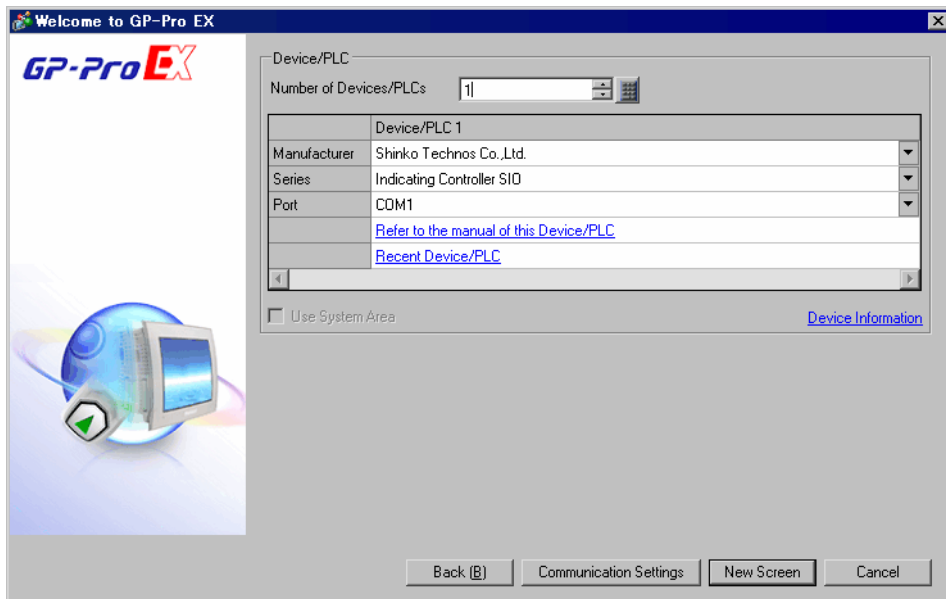 Welcome to GP-Pro EX
GP-Pro EX
Device/PLC
Number of Devices/PLCs 1
Device/PLC 1
Manufacturer Shinko Technos Co.,Ltd.
Series Indicating Controller SIO
Port COM1
Refer to the manual of this Device/PLC
Recent Device/PLC
Use System Area Device Information
Back (B) Communication Settings New Screen Cancel